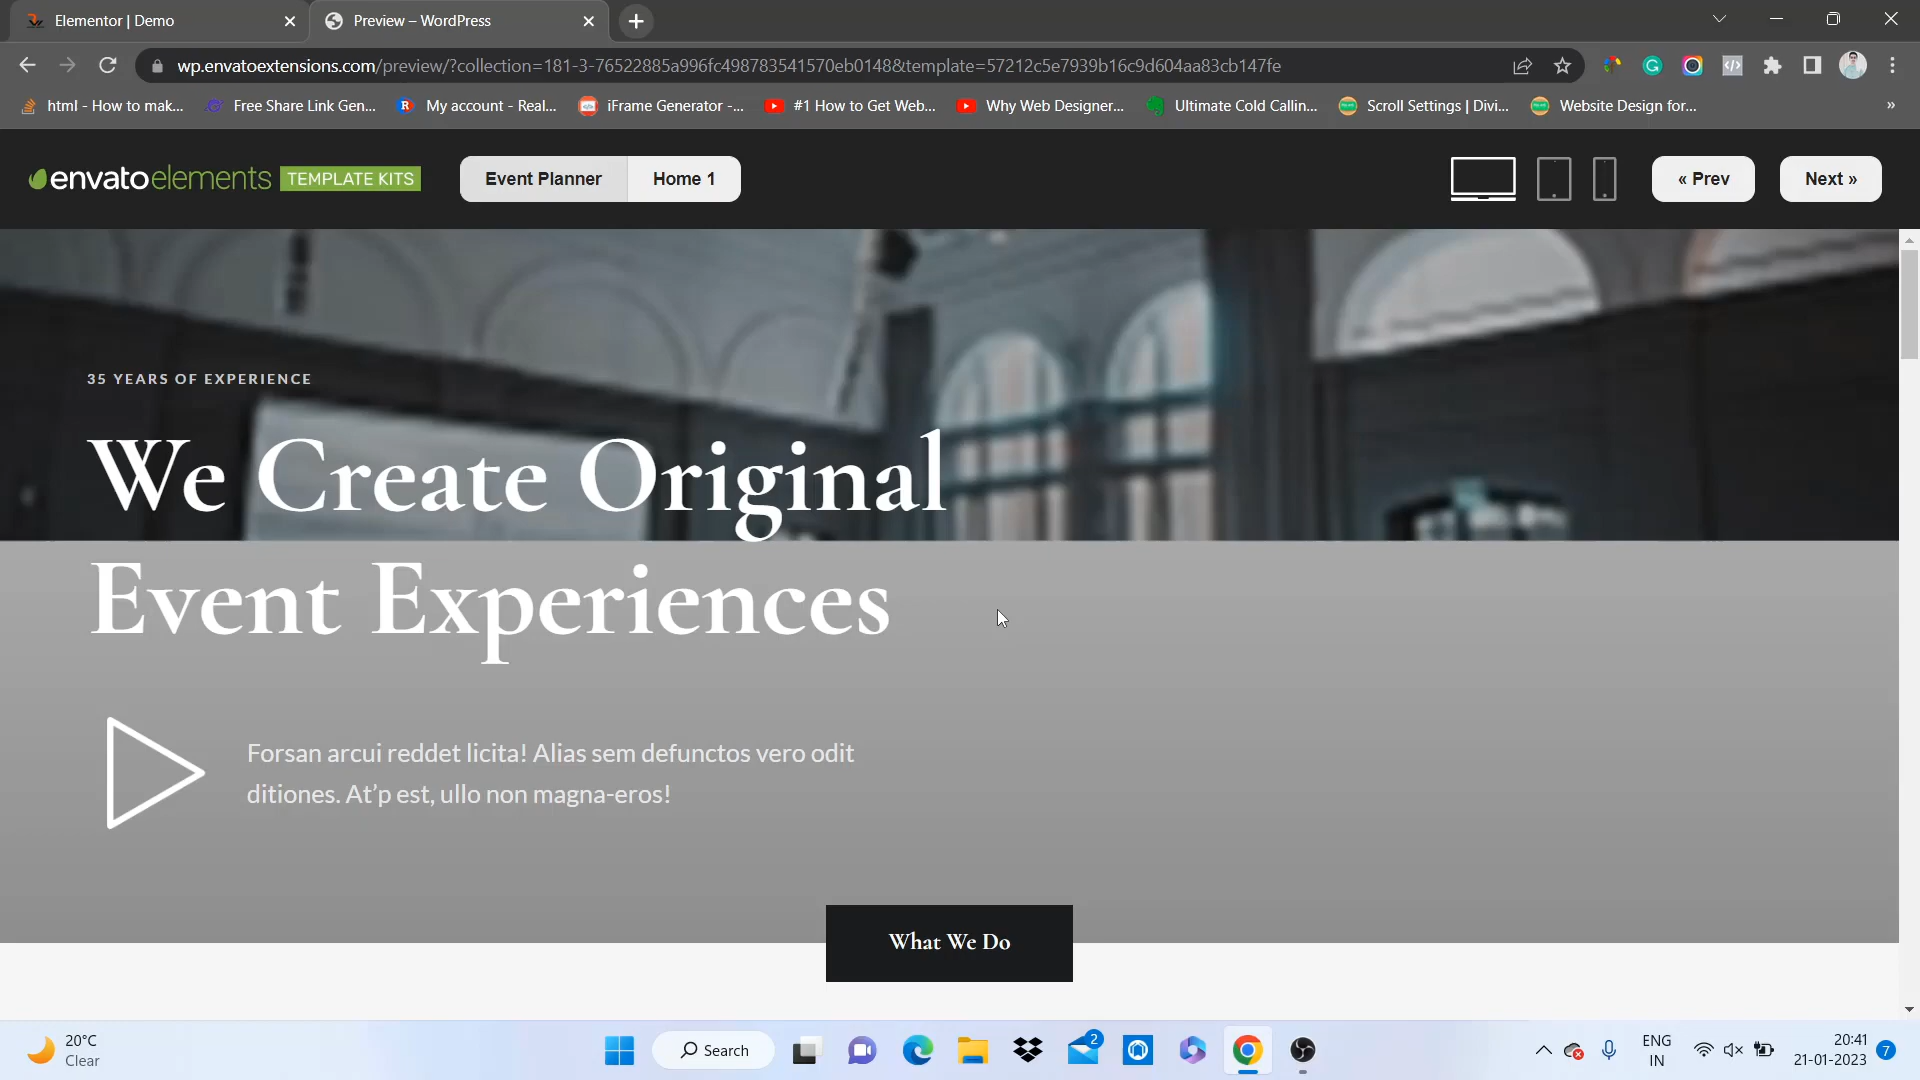 Elementor | Demo
Preview – WordPress
wp.envatoextensions.com/preview/?collection=181-3-76522885a996fc498783541570eb0148&template=57212c5e7939b16c9d604aa83cb147fe
html - How to mak...
Free Share Link Gen...
My account - Real...
iFrame Generator -...
#1 How to Get Web...
Why Web Designer...
Ultimate Cold Callin...
Scroll Settings | Divi...
Website Design for...
»
envatoelements TEMPLATE KITS
Event Planner
Home 1
« Prev
Next »
35 YEARS OF EXPERIENCE
We Create Original
Event Experiences
Forsan arcui reddet licita! Alias sem defunctos vero odit
ditiones. At’p est, ullo non magna-eros!
What We Do
20°C
Clear
Search
2
ENG
IN
20:41
21-01-2023
7